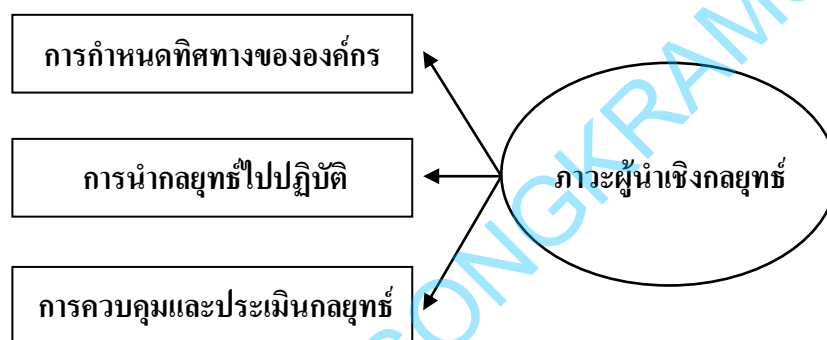 การกำหนดทิศทางขององค์กร
การนำกลยุทธ์ไปปฏิบัติ
ภาวะผู้นำเชิงกลยุทธ์
การควบคุมและประเมินกลยุทธ์
SONGKRAM